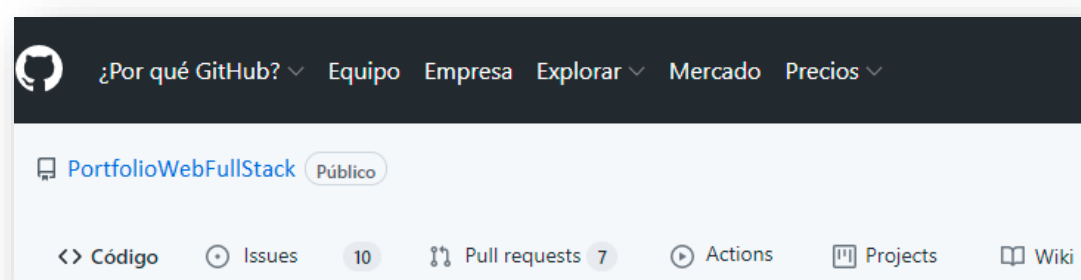 ¿Por qué GitHub? Equipo Empresa Explorar Mercado Precios
PortfolioWebFullStack Público
Código Issues 10 Pull requests 7 Actions Projects Wiki